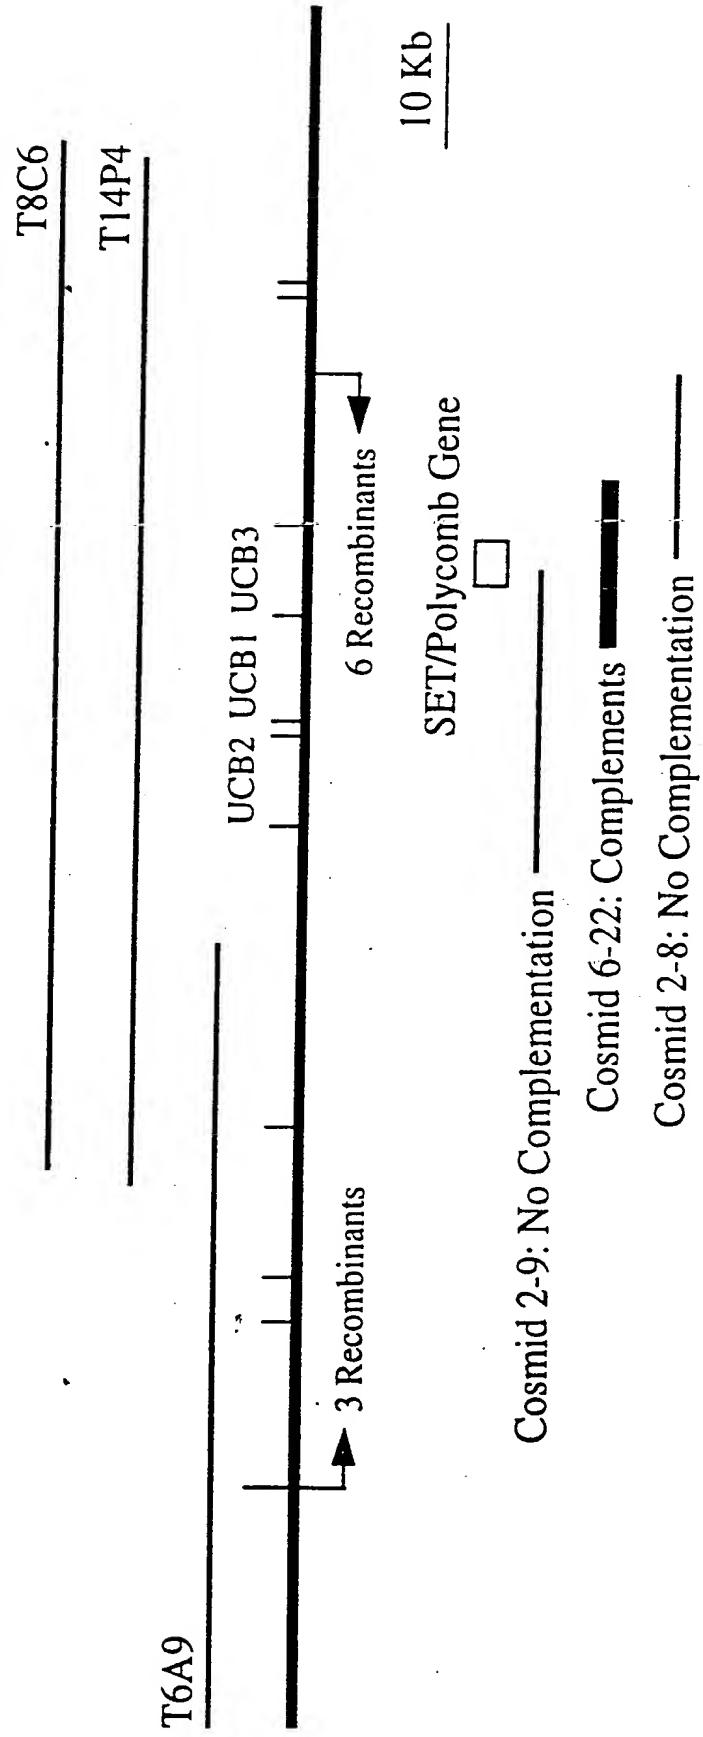 T8C6
T14P4
T6A9
UCB2 UCB1 UCB3
3 Recombinants
6 Recombinants
10 Kb
SET/Polycomb Gene
Cosmid 2-9: No Complementation
Cosmid 6-22: Complements
Cosmid 2-8: No Complementation